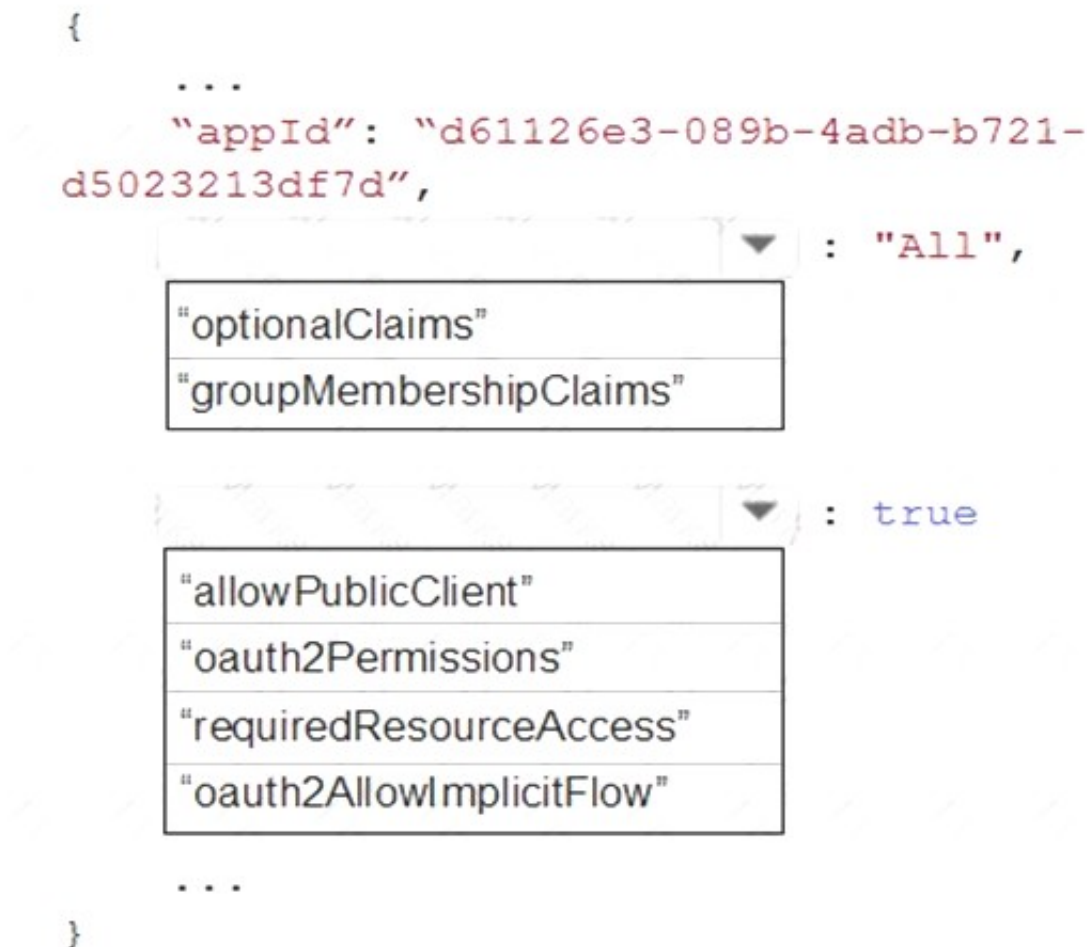 {
...
“appId”: “d61126e3-089b-4adb-b721-
d5023213df7d”,
: "All",
“optionalClaims”
“groupMembershipClaims”
: true
“allowPublicClient”
“oauth2Permissions”
“requiredResourceAccess”
“oauth2AllowImplicitFlow”
...
}